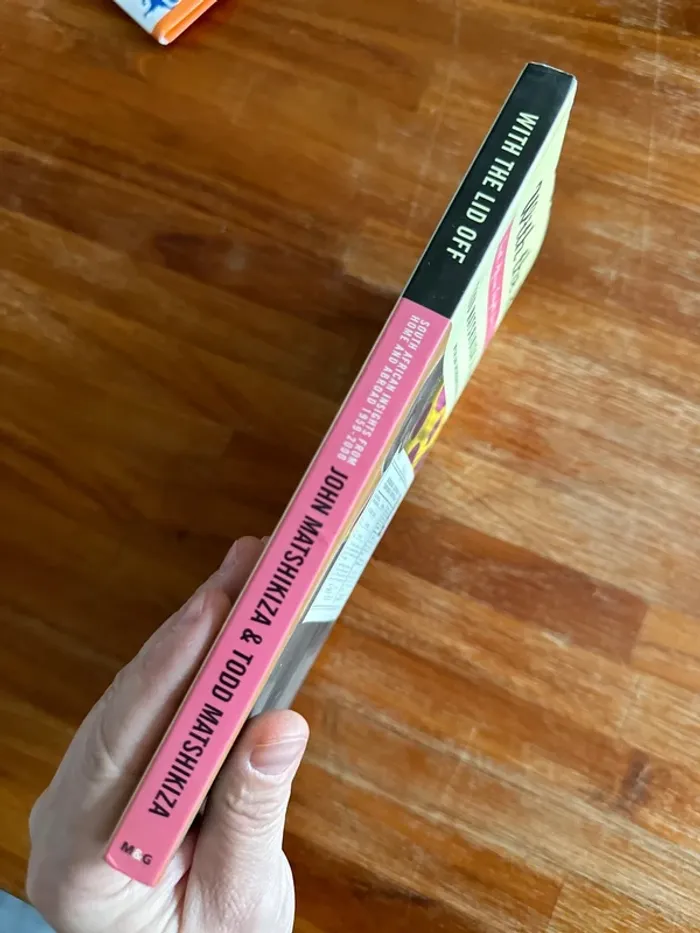 WITH THE LID OFF
SOUTH AFRICAN INSIGHTS FROM
HOME AND ABROAD 1959-2000
JOHN MATSHIKIZA & TODD MATSHIKIZA
M&G